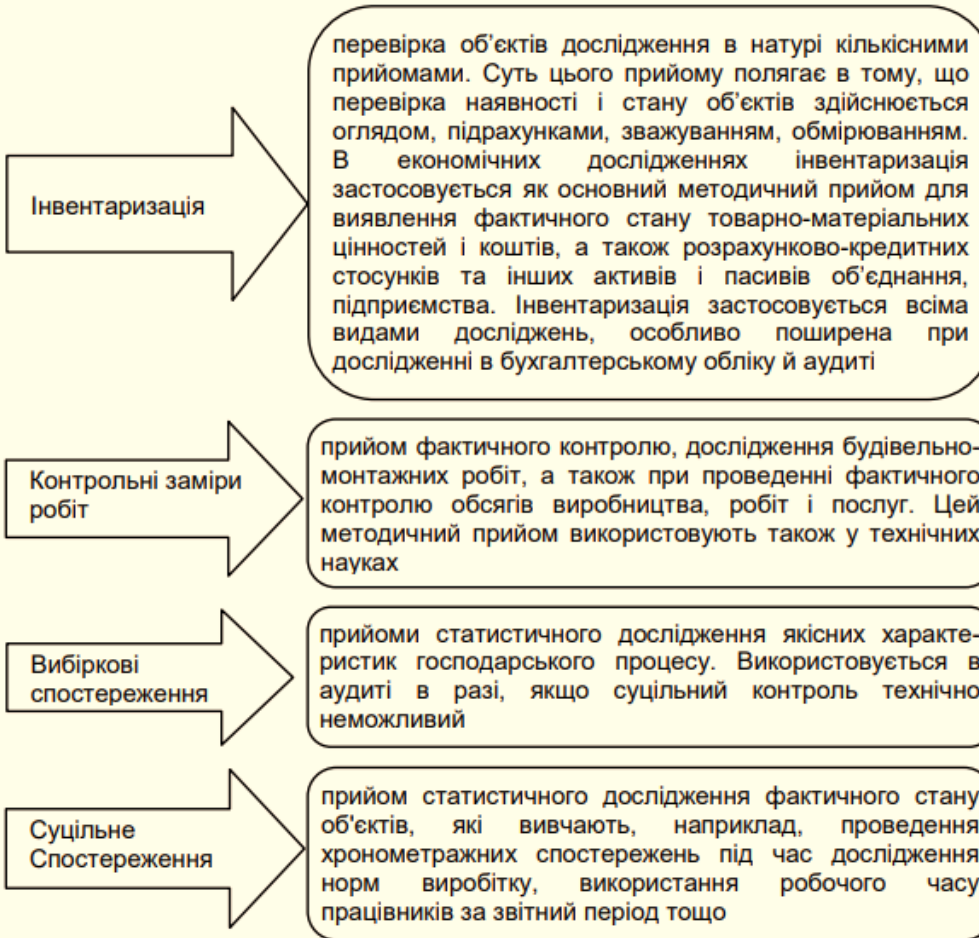 Інвентаризація
перевірка об’єктів дослідження в натурі кількісними
прийомами. Суть цього прийому полягає в тому, що
перевірка наявності і стану об’єктів здійснюється
оглядом, підрахунками, зважуванням, обмірюванням.
В економічних дослідженнях інвентаризація
застосовується як основний методичний прийом для
виявлення фактичного стану товарно-матеріальних
цінностей і коштів, а також розрахунково-кредитних
стосунків та інших активів і пасивів об’єднання,
підприємства. Інвентаризація застосовується всіма
видами досліджень, особливо поширена при
дослідженні в бухгалтерському обліку й аудиті
Контрольні заміри
робіт
прийом фактичного контролю, дослідження будівельно-
монтажних робіт, а також при проведенні фактичного
контролю обсягів виробництва, робіт і послуг. Цей
методичний прийом використовують також у технічних
науках
Вибіркові
спостереження
прийоми статистичного дослідження якісних характе-
ристик господарського процесу. Використовується в
аудиті в разі, якщо суцільний контроль технічно
неможливий
Суцільне
Спостереження
прийом статистичного дослідження фактичного стану
об'єктів, які вивчають, наприклад, проведення
хронометражних спостережень під час дослідження
норм виробітку, використання робочого часу
працівників за звітний період тощо